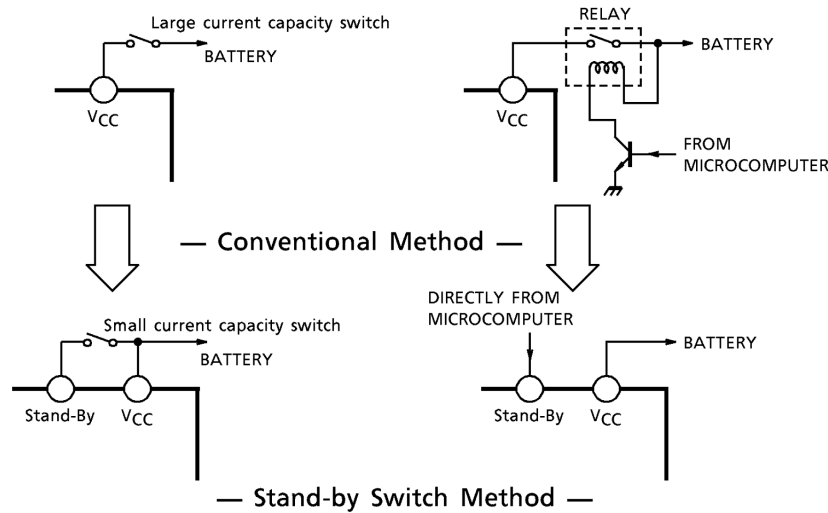 Large current capacity switch
BATTERY
VCC
RELAY
BATTERY
VCC
FROM
MICROCOMPUTER
— Conventional Method —
Small current capacity switch
BATTERY
Stand-By
VCC
DIRECTLY FROM
MICROCOMPUTER
BATTERY
Stand-By
VCC
— Stand-by Switch Method —